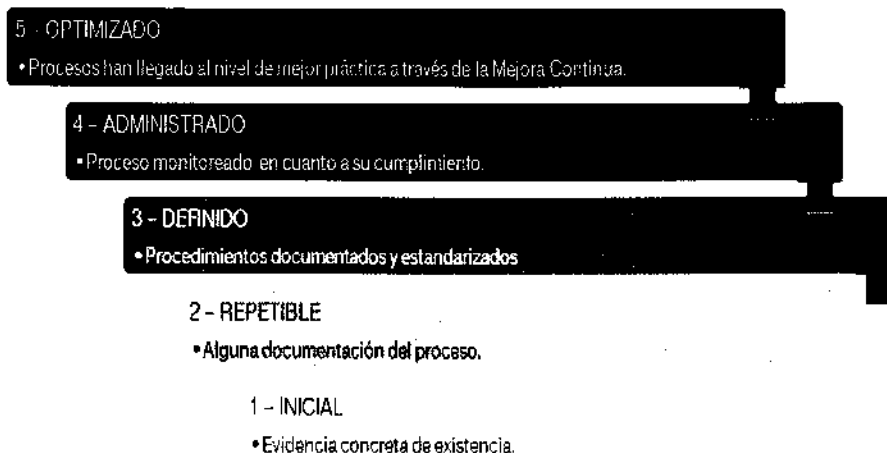 5 - OPTIMIZADO
• Procesos han llegado al nivel de mejor práctica a través de la Mejora Continua.
4 – ADMINISTRADO
• Proceso monitoreado en cuanto a su cumplimiento.
3 – DEFINIDO
• Procedimientos documentados y estandarizados
2 – REPETIBLE
• Alguna documentación del proceso.
1 – INICIAL
• Evidencia concreta de existencia.